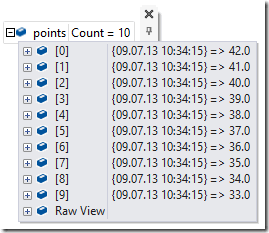 points Count = 10
[0] {09.07.13 10:34:15} => 42.0
[1] {09.07.13 10:34:15} => 41.0
[2] {09.07.13 10:34:15} => 40.0
[3] {09.07.13 10:34:15} => 39.0
[4] {09.07.13 10:34:15} => 38.0
[5] {09.07.13 10:34:15} => 37.0
[6] {09.07.13 10:34:15} => 36.0
[7] {09.07.13 10:34:15} => 35.0
[8] {09.07.13 10:34:15} => 34.0
[9] {09.07.13 10:34:15} => 33.0
Raw View